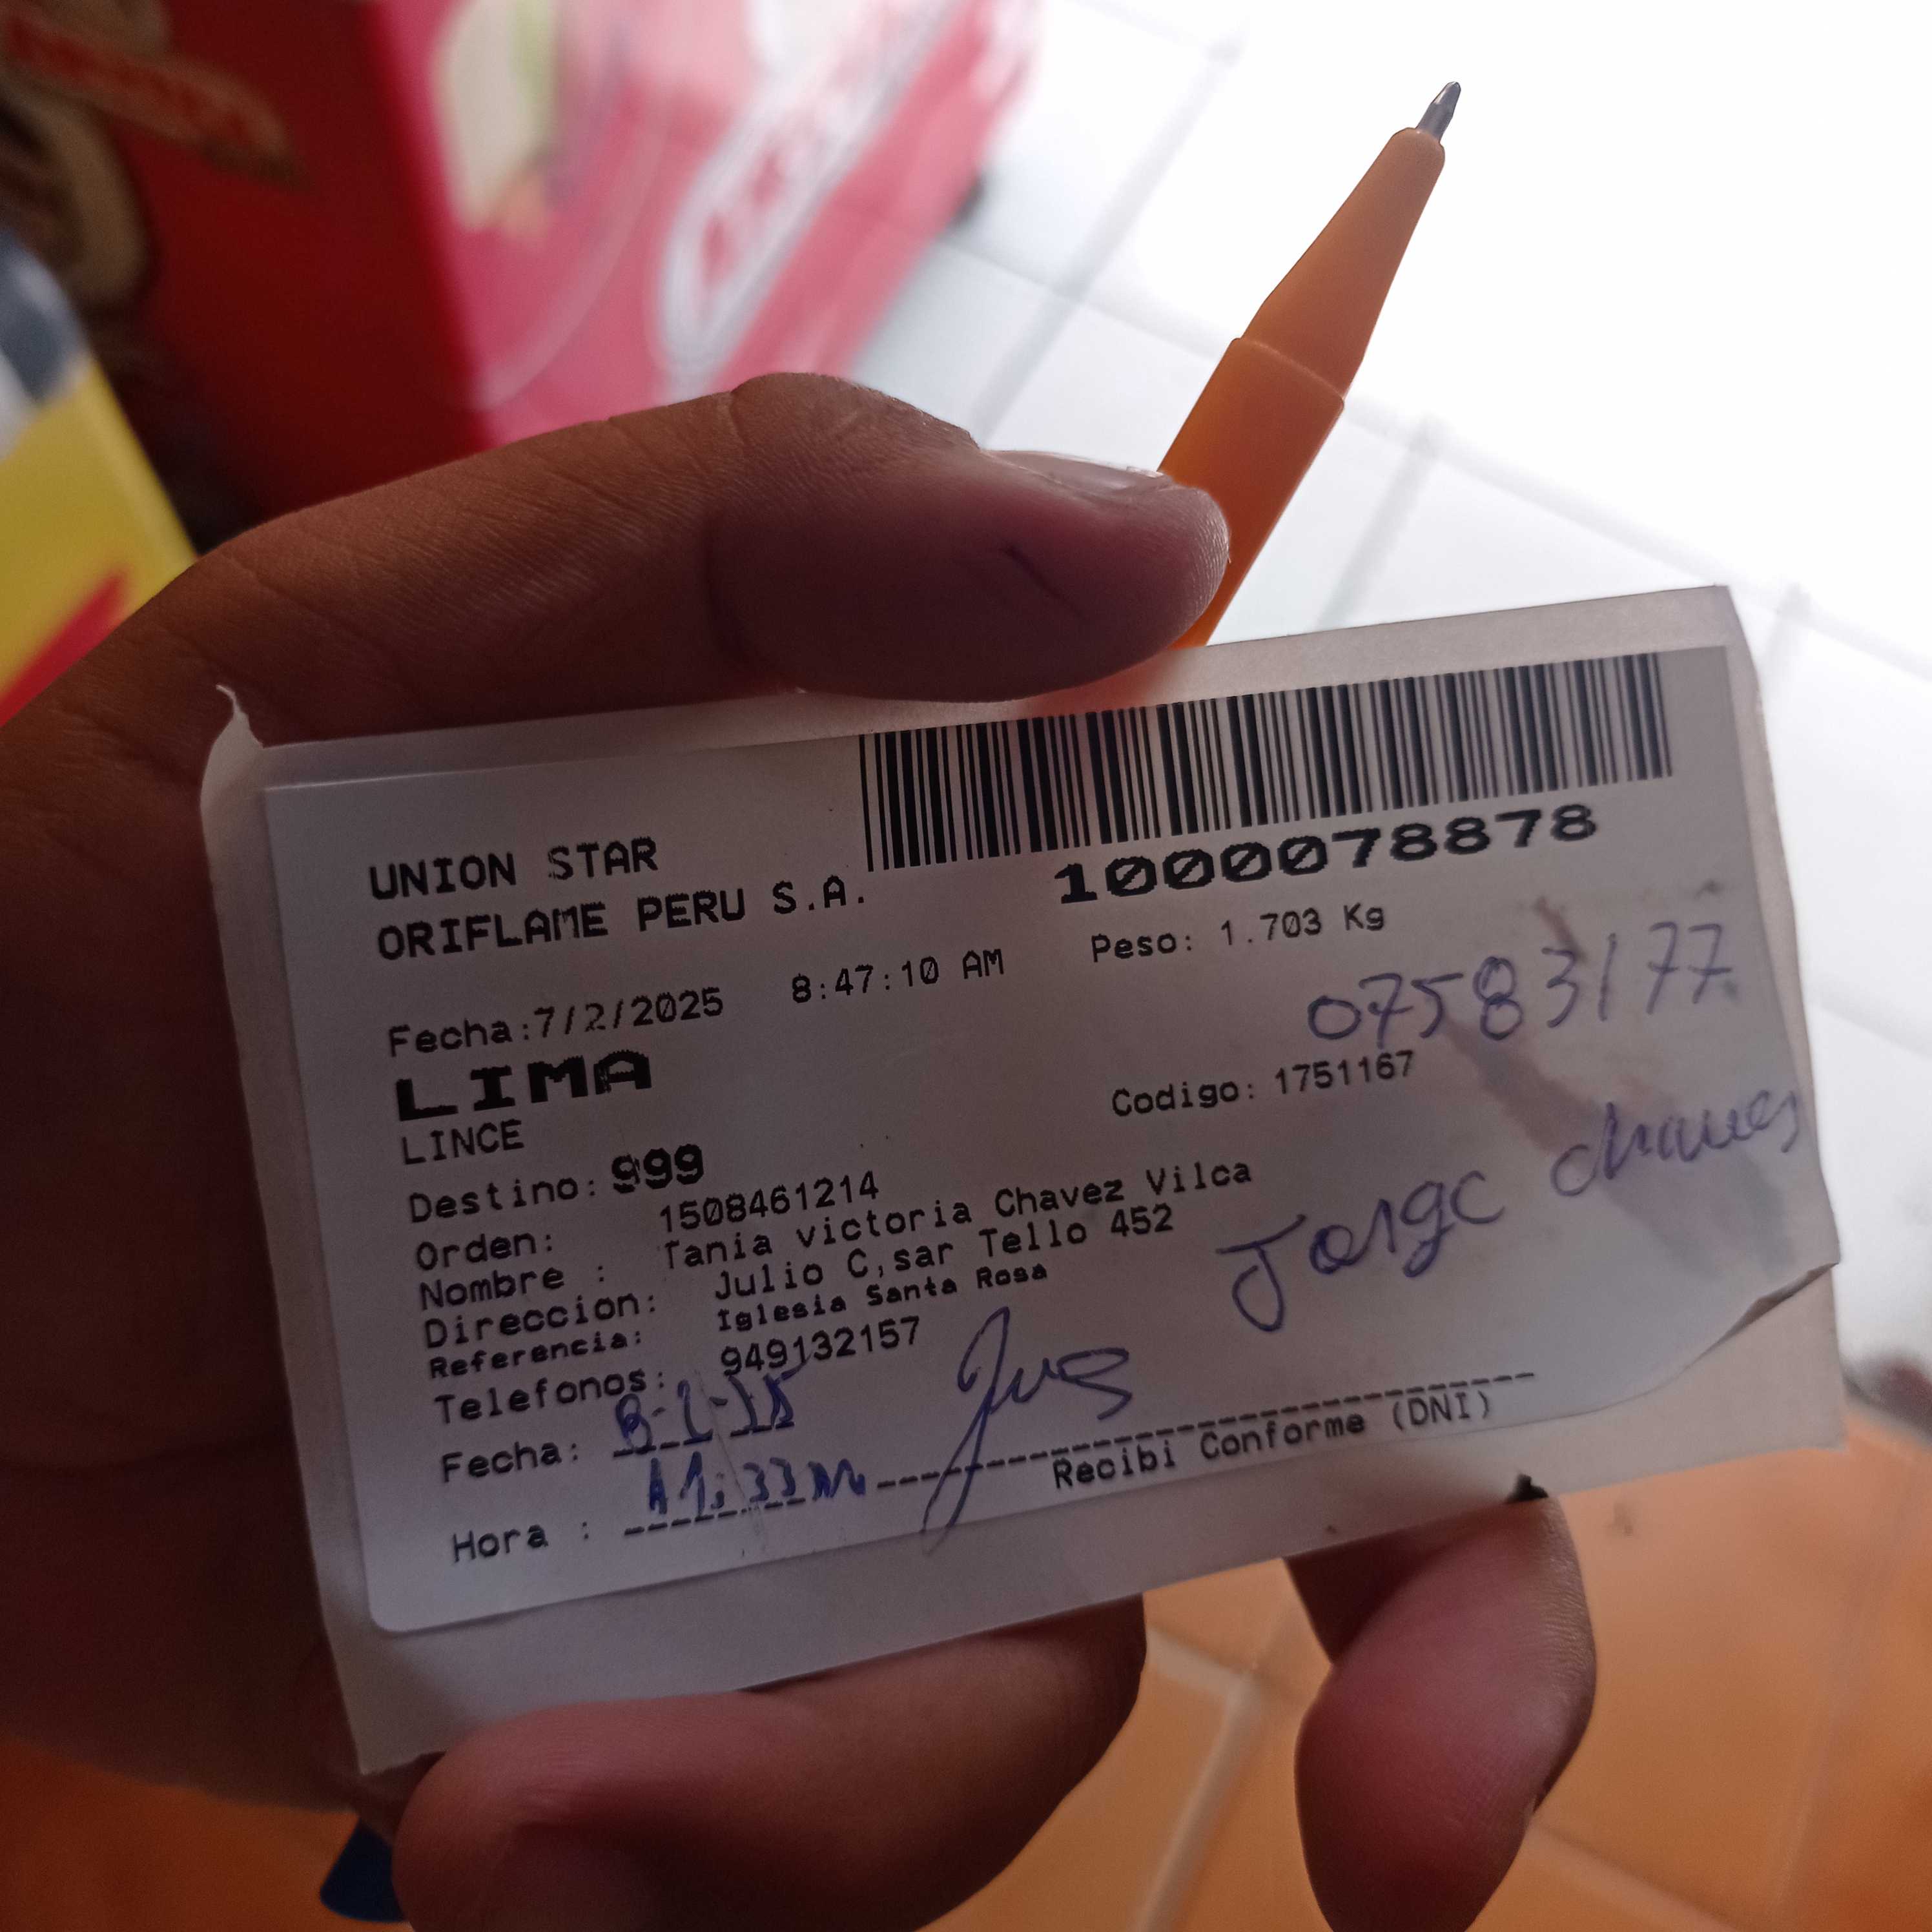 UNION STAR
ORIFLAME PERU S.A.
1000078878
Fecha:7/2/2025 8:47:10 AM Peso: 1.703 Kg
07583177
LIMA
LINCE
Codigo: 1751167
Destino: 999
Orden: 1508461214
Nombre : Tania victoria Chavez Vilca
Direccion: Julio C,sar Tello 452
Referencia: Iglesia Santa Rosa
Telefonos: 949132157
Jorge
Fecha:
Hora :
Recibi Conforme (DNI)